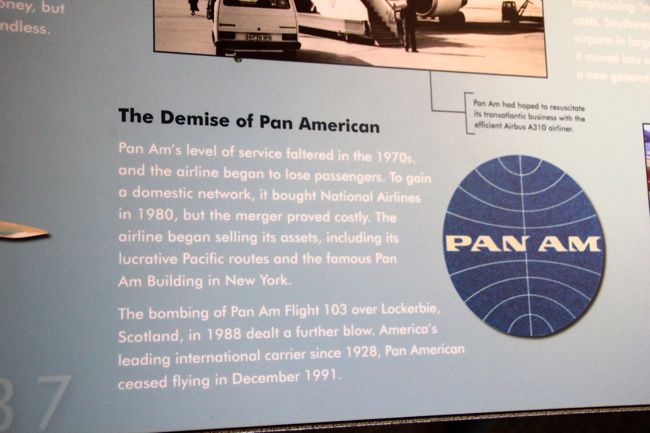 oney, but
ndless.
Emphasizing "n
costs, Southwes
airports in larg
it moved into s
a new generat
Pan Am had hoped to resuscitate
its transatlantic business with the
efficient Airbus A310 airliner.
The Demise of Pan American
Pan Am's level of service faltered in the 1970s,
and the airline began to lose passengers. To gain
a domestic network, it bought National Airlines
in 1980, but the merger proved costly. The
airline began selling its assets, including its
lucrative Pacific routes and the famous Pan
Am Building in New York.
The bombing of Pan Am Flight 103 over Lockerbie,
Scotland, in 1988 dealt a further blow. America's
leading international carrier since 1928, Pan American
ceased flying in December 1991.
PAN AM
37